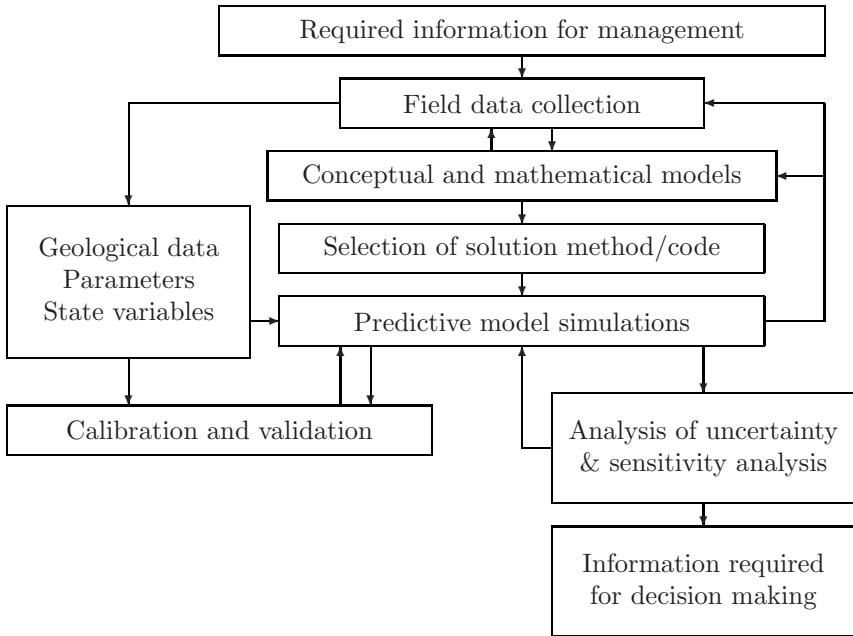 Required information for management
Field data collection
Conceptual and mathematical models
Geological data
Parameters
State variables
Selection of solution method/code
Predictive model simulations
Calibration and validation
Analysis of uncertainty
& sensitivity analysis
Information required
for decision making